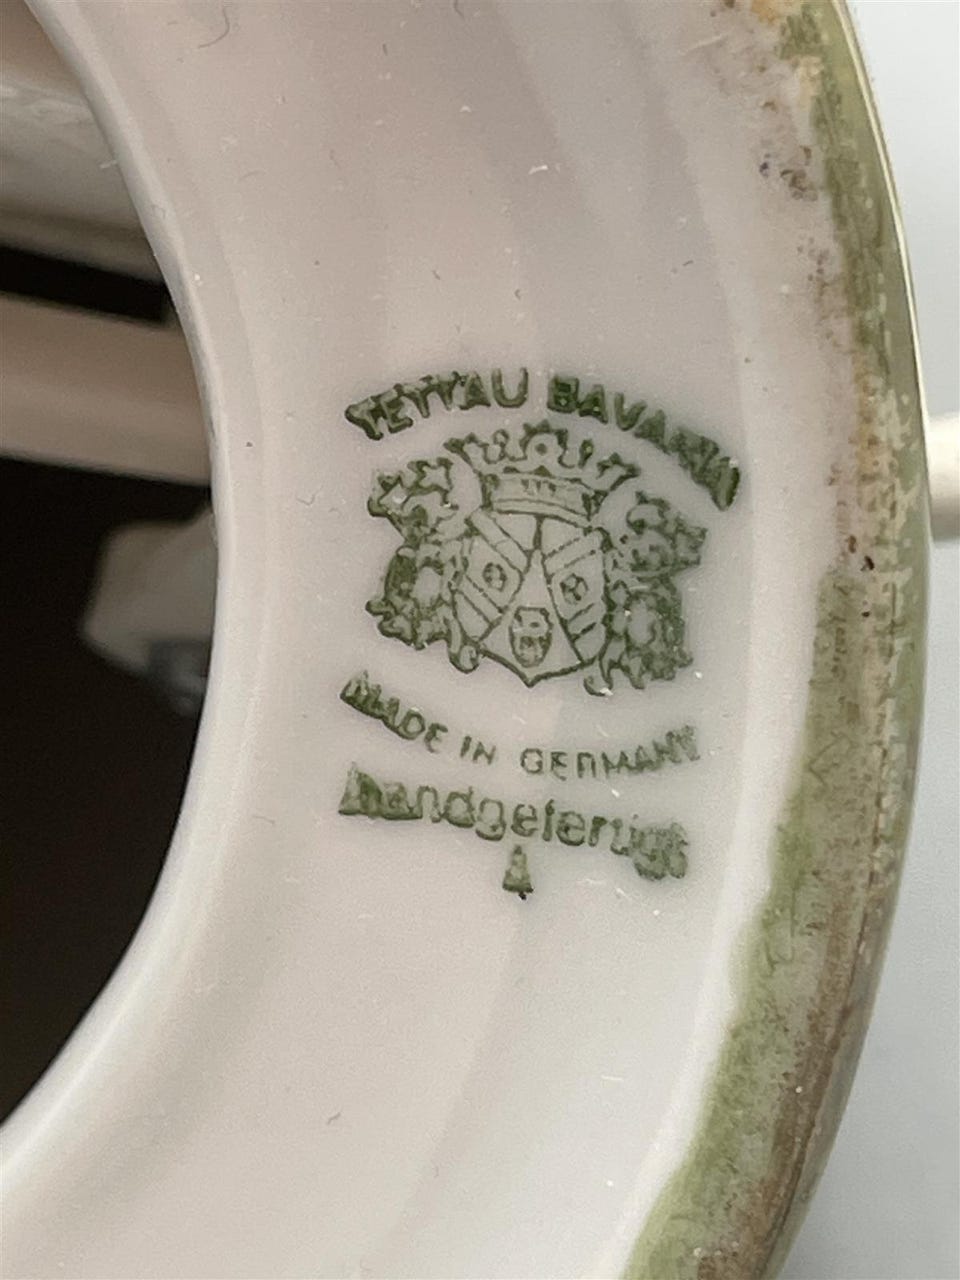 TETTAU BAVARIA
MADE IN GERMANY
handgefertigt